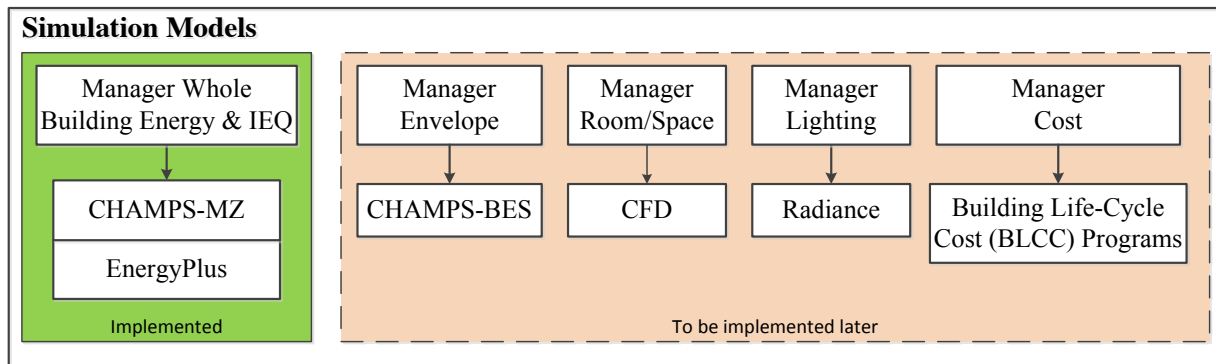 Simulation Models
Manager Whole
Building Energy & IEQ
CHAMPS-MZ
EnergyPlus
Implemented
Manager
Envelope
CHAMPS-BES
Manager
Room/Space
CFD
Manager
Lighting
Radiance
Manager
Cost
Building Life-Cycle
Cost (BLCC) Programs
To be implemented later